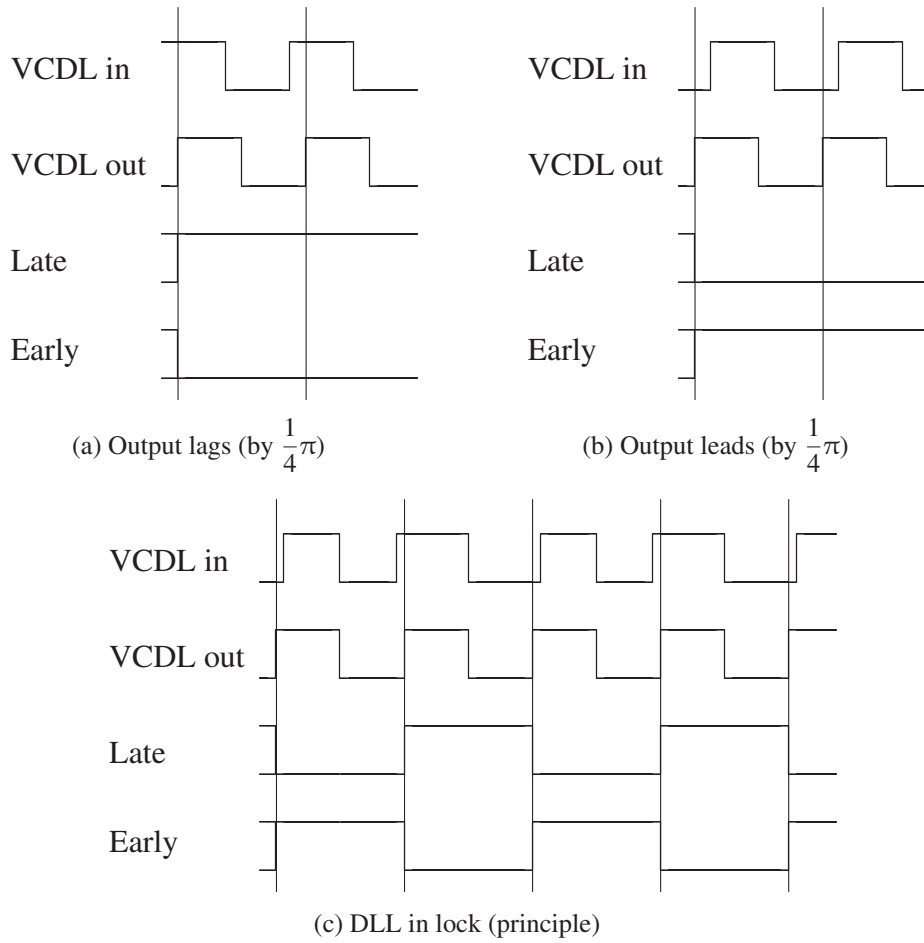 VCDL in
VCDL out
Late
Early
(a) Output lags (by 1/4 π)
VCDL in
VCDL out
Late
Early
(b) Output leads (by 1/4 π)
VCDL in
VCDL out
Late
Early
(c) DLL in lock (principle)